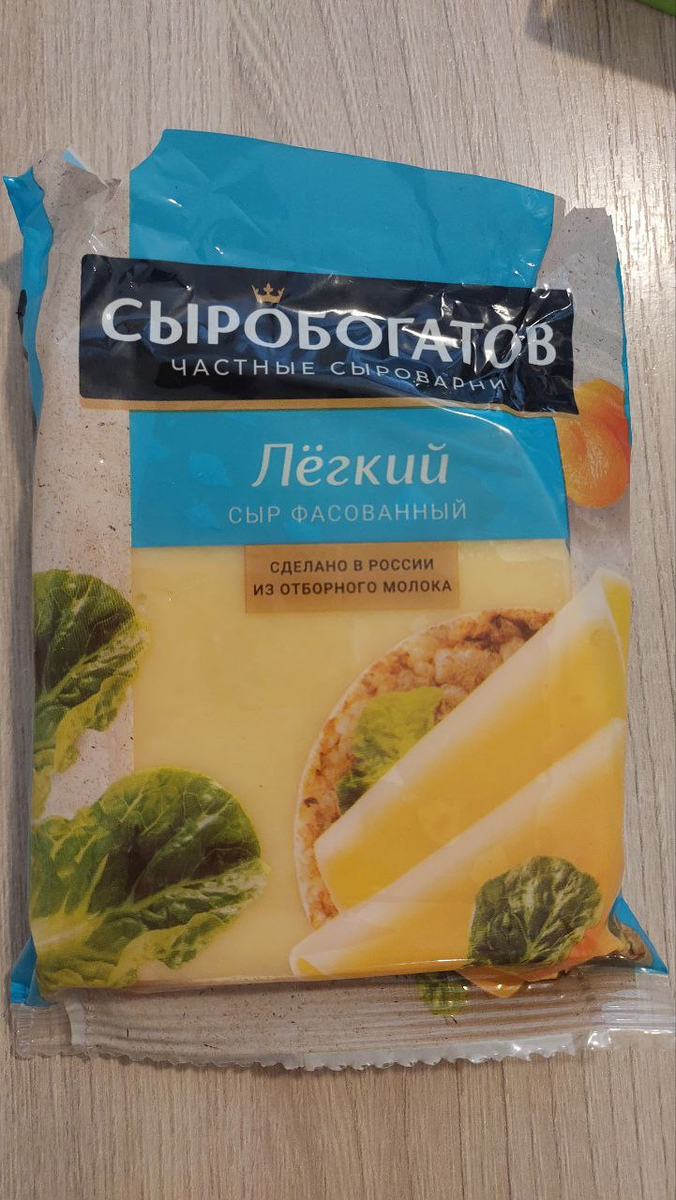 СЫРОБОГАТОВ
ЧАСТНЫЕ СЫРОВАРНИ
Лёгкий
СЫР ФАСОВАННЫЙ
СДЕЛАНО В РОССИИ
ИЗ ОТБОРНОГО МОЛОКА